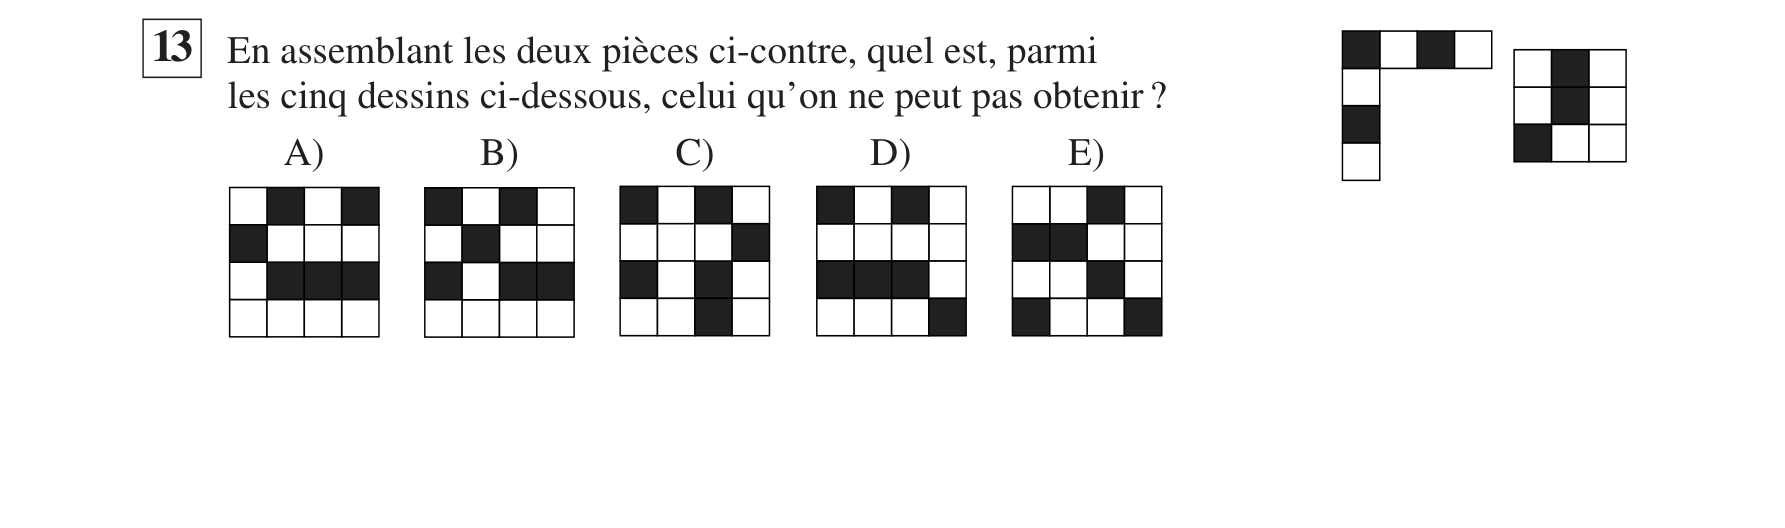 13 En assemblant les deux pièces ci-contre, quel est, parmi
les cinq dessins ci-dessous, celui qu’on ne peut pas obtenir ?
A) B) C) D) E)